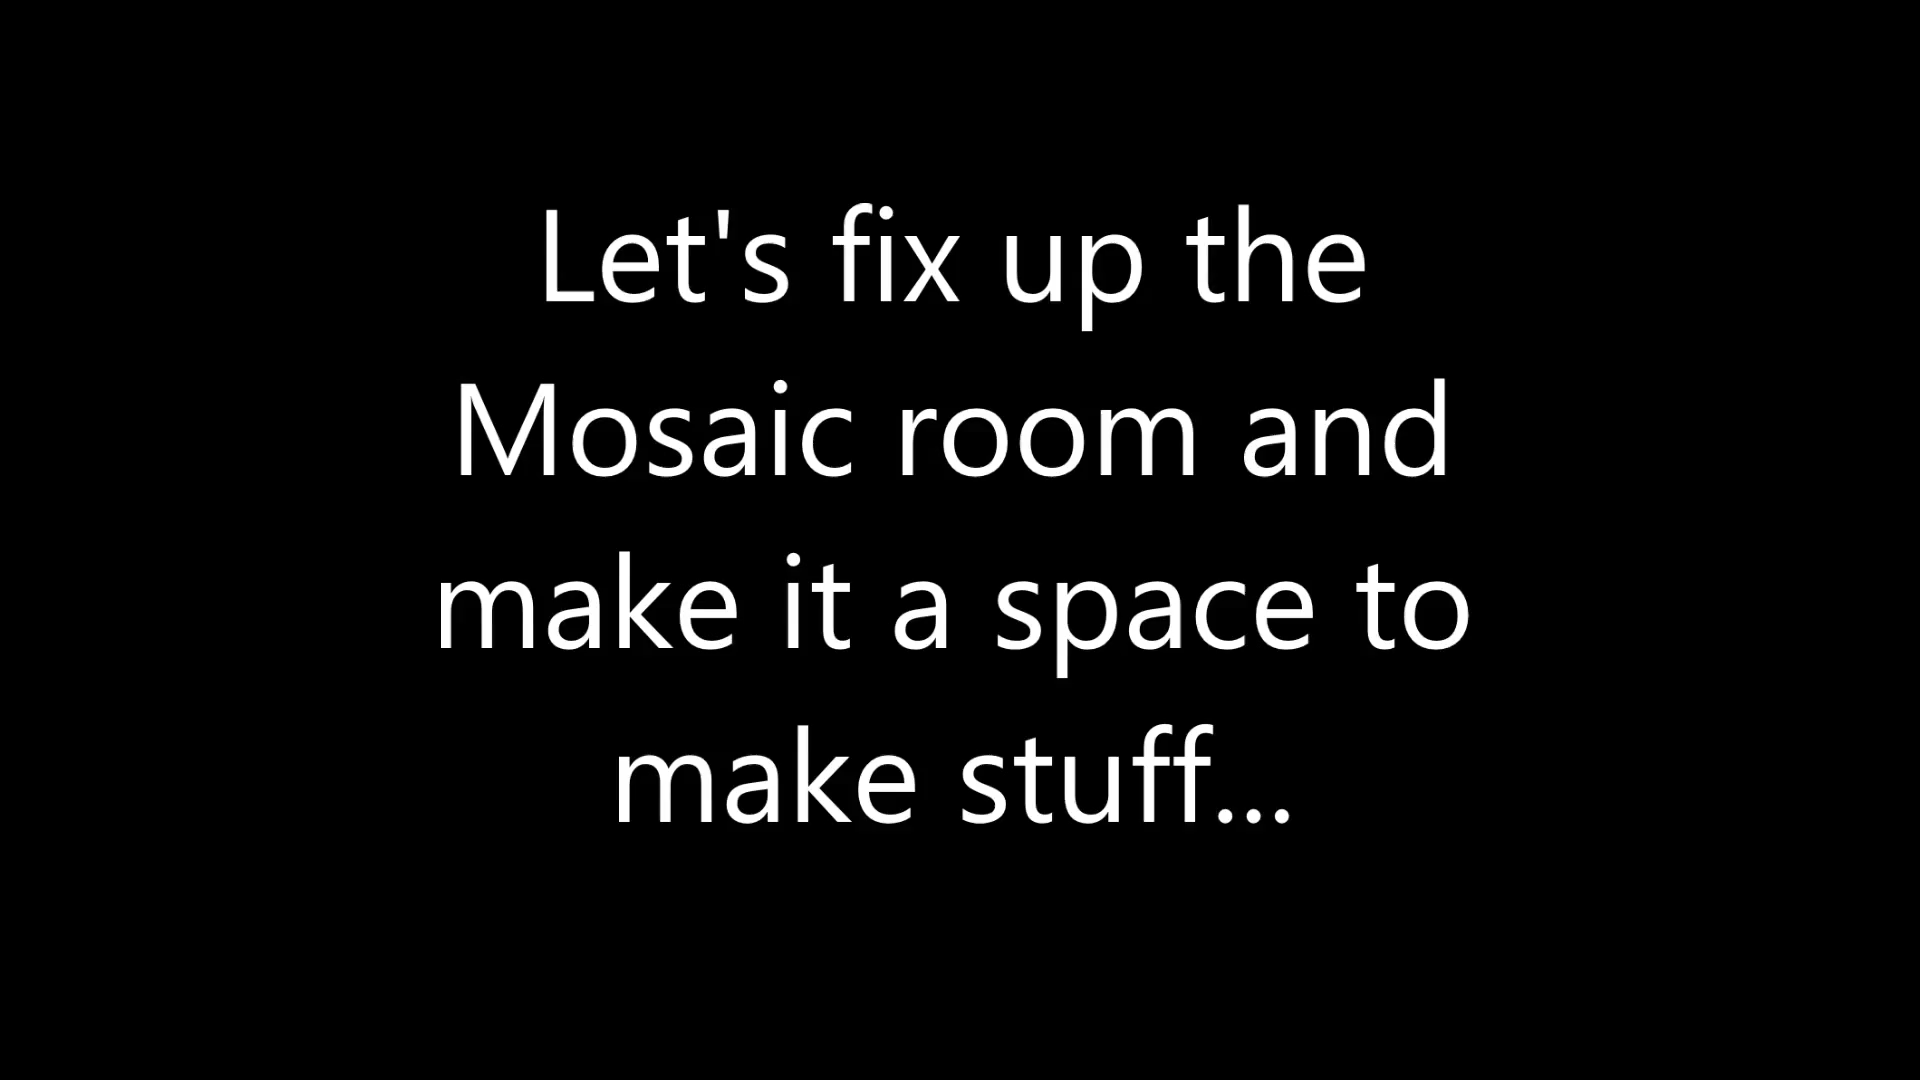 Let's fix up the
Mosaic room and
make it a space to
make stuff...